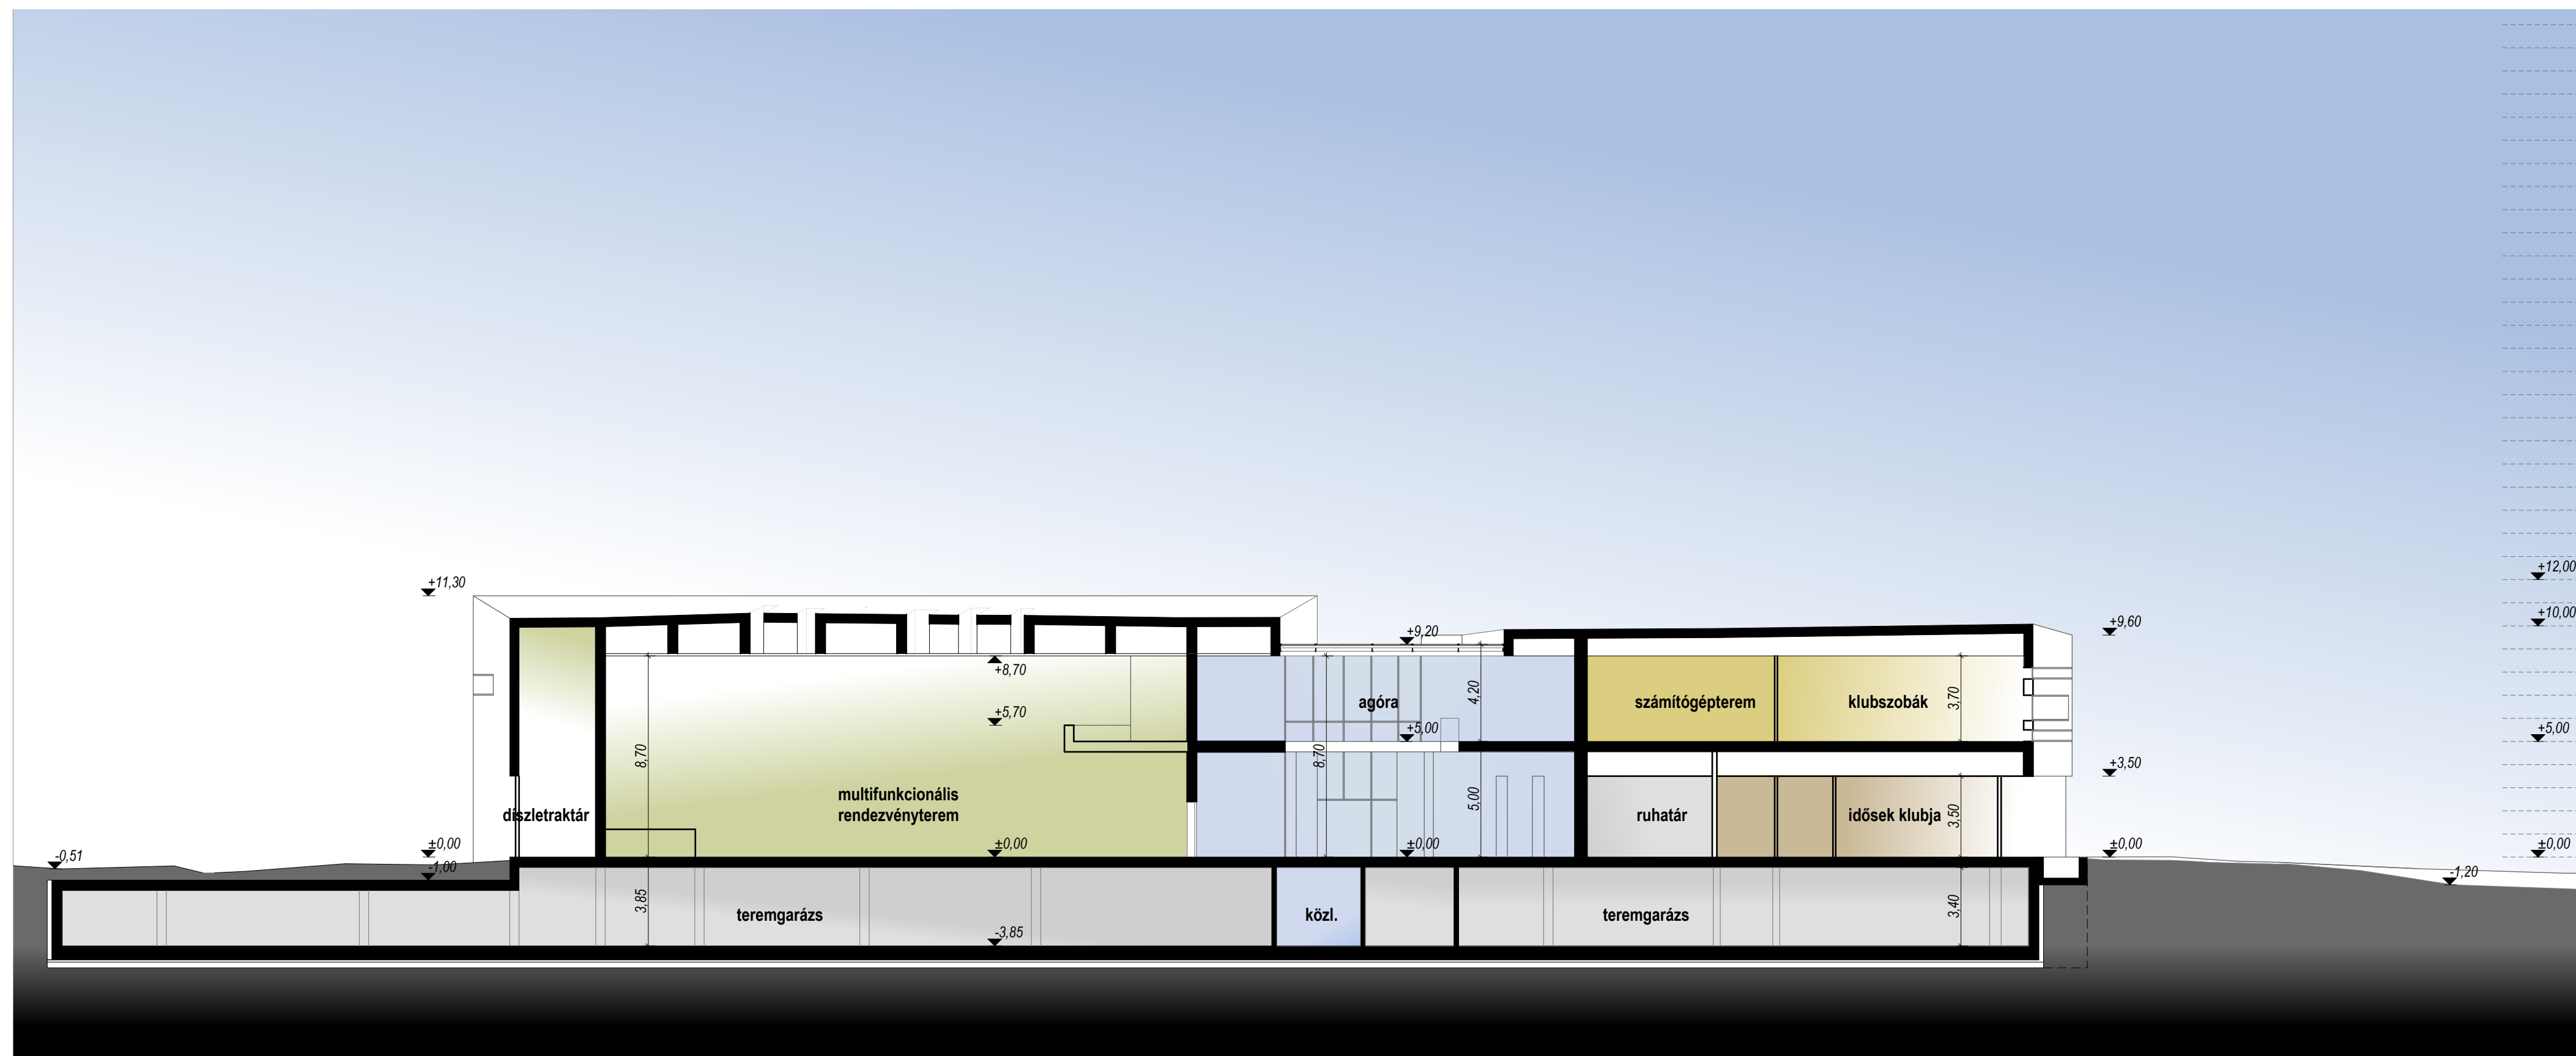 +12,00
+11,30
+10,00
+9,60
+9,20
+8,70
+5,70
agóra
4,20
számítógépterem
klubszobák
3,70
+5,00
+5,00
8,70
8,70
+3,50
multifunkcionális
rendezvényterem
díszletraktár
5,00
ruhatár
idősek klubja
3,50
-0,51
±0,00
-1,00
±0,00
±0,00
±0,00
±0,00
-1,20
3,85
teremgarázs
-3,85
közl.
teremgarázs
3,40